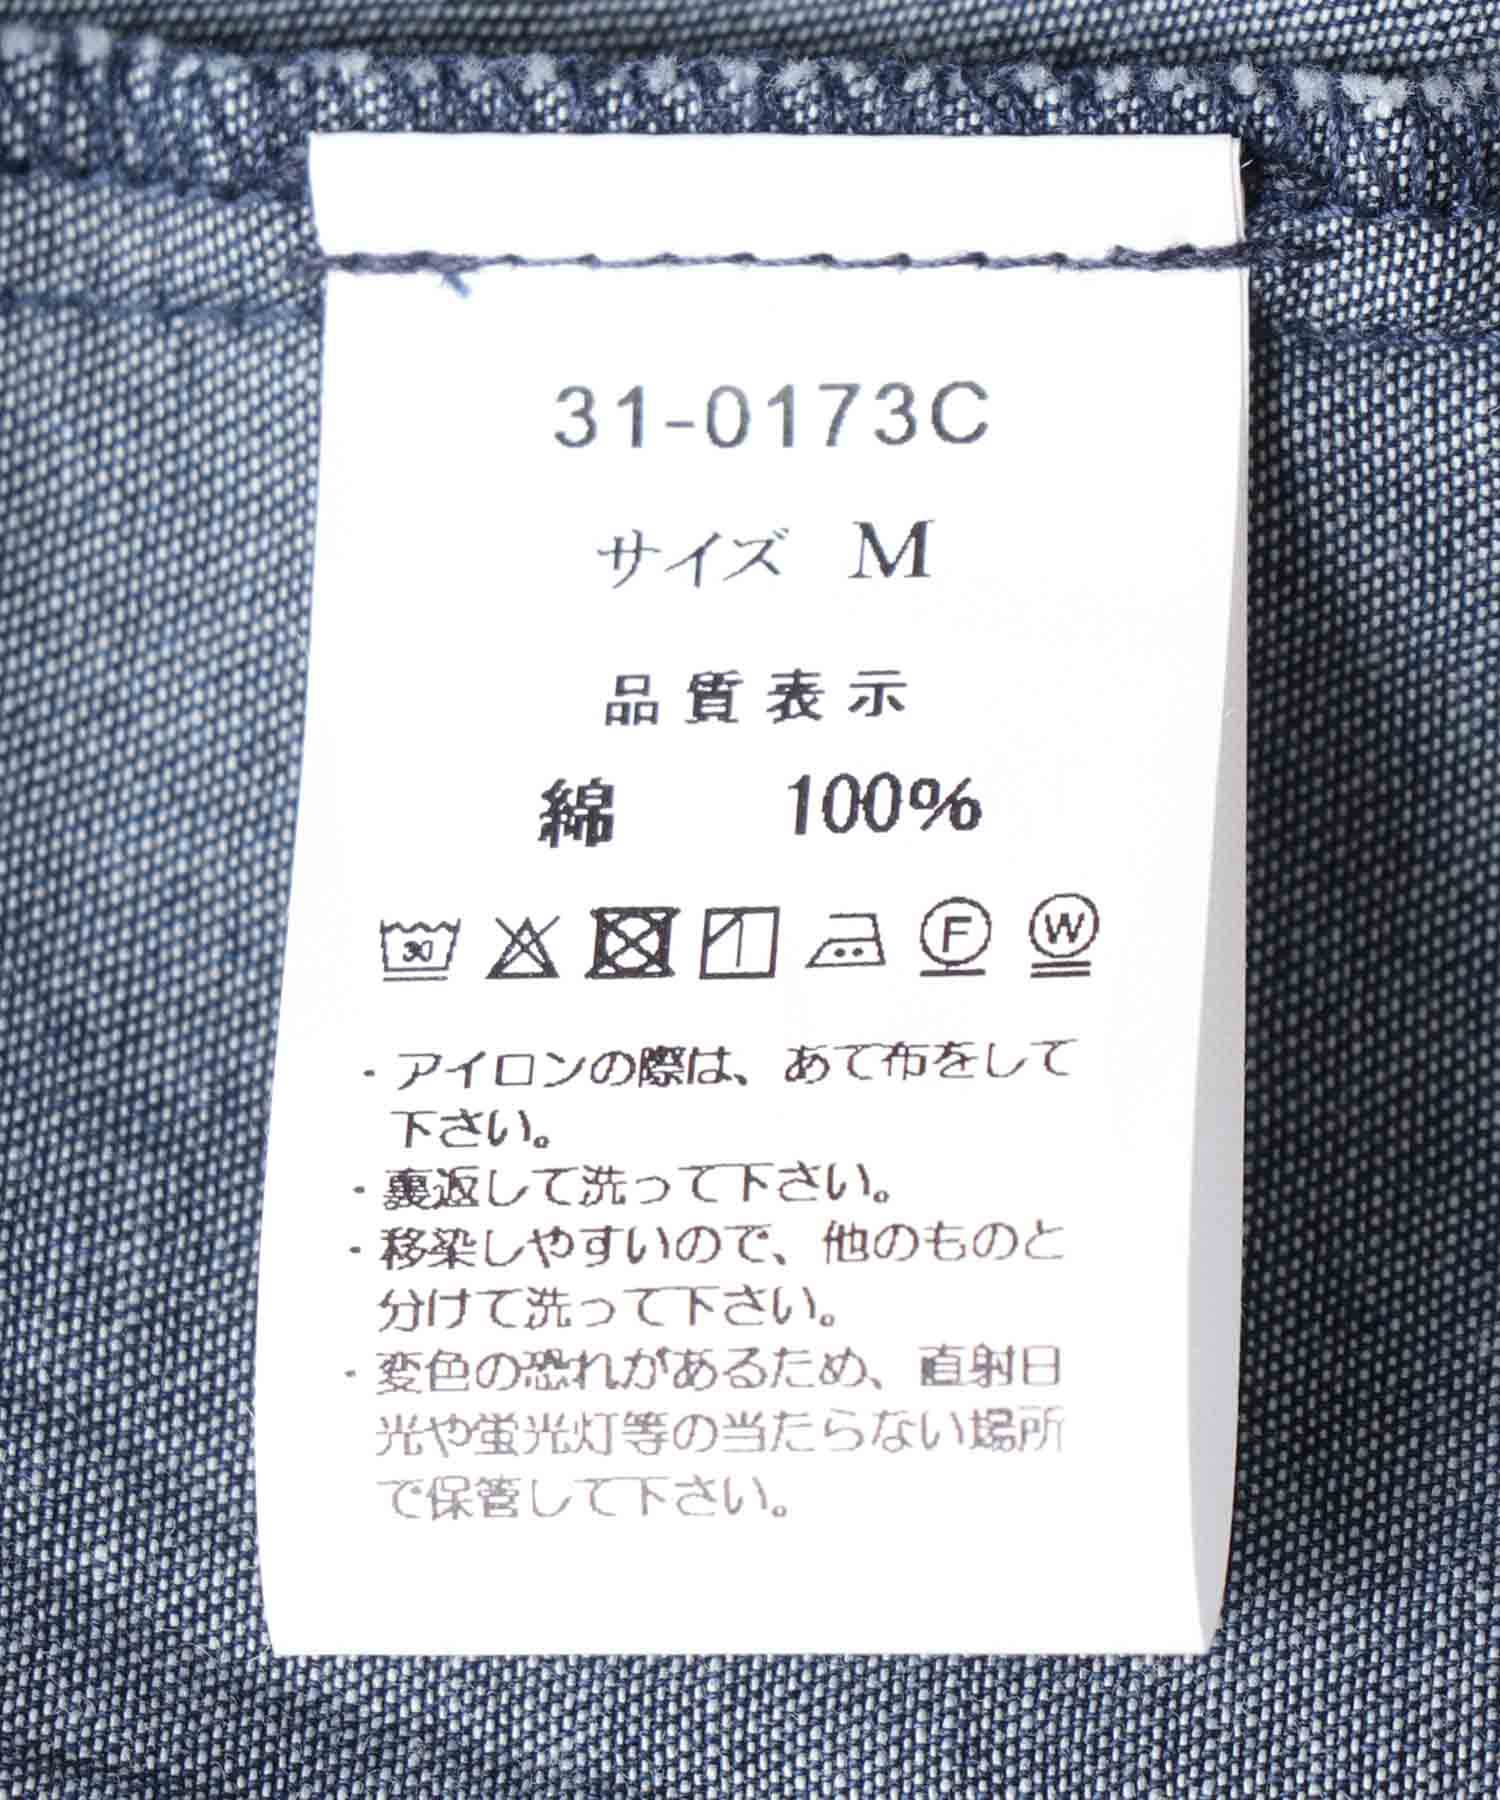 31-0173C
サイズ M
品質表示
綿 100%
30 F W
・アイロンの際は、あて布をして
下さい。
・裏返して洗って下さい。
・移染しやすいので、他のものと
分けて洗って下さい。
・変色の恐れがあるため、直射日
光や蛍光灯等の当たらない場所
で保管して下さい。